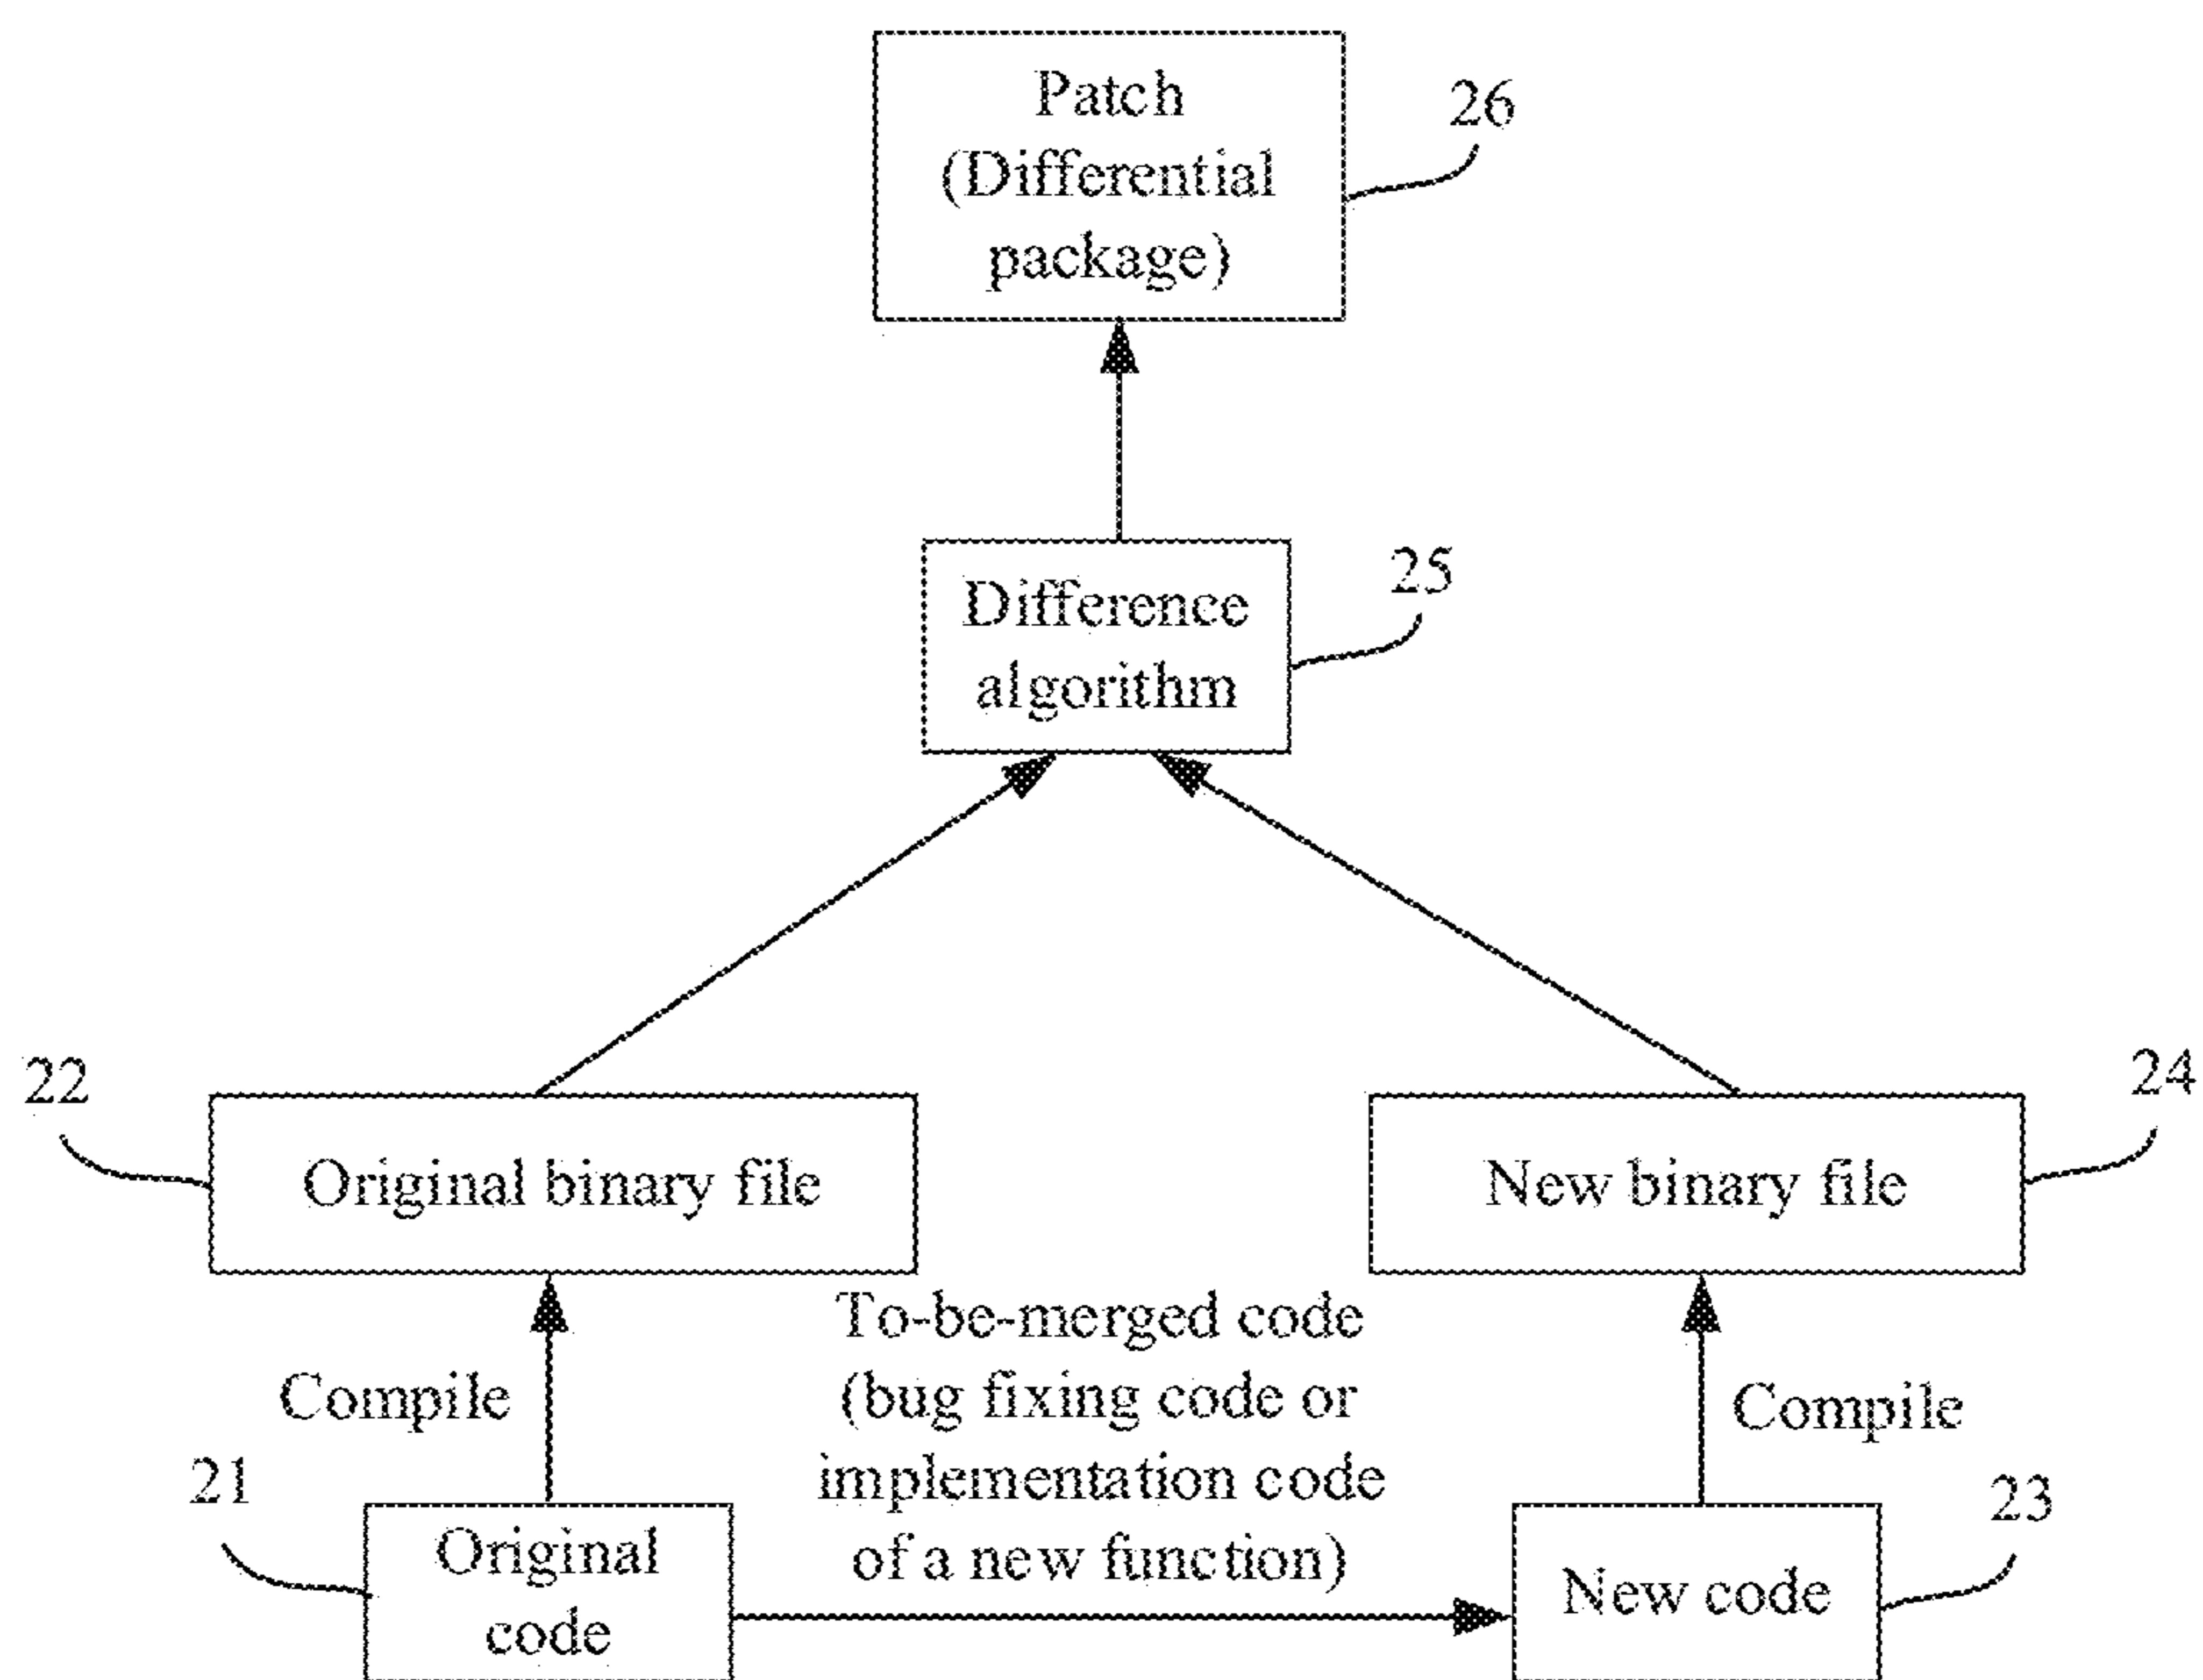 Patch
(Differential
package)
26
Difference
algorithm
25
22
Original binary file
New binary file
24
Compile
To-be-merged code
(bug fixing code or
implementation code
of a new function)
Compile
21
Original
code
New code
23